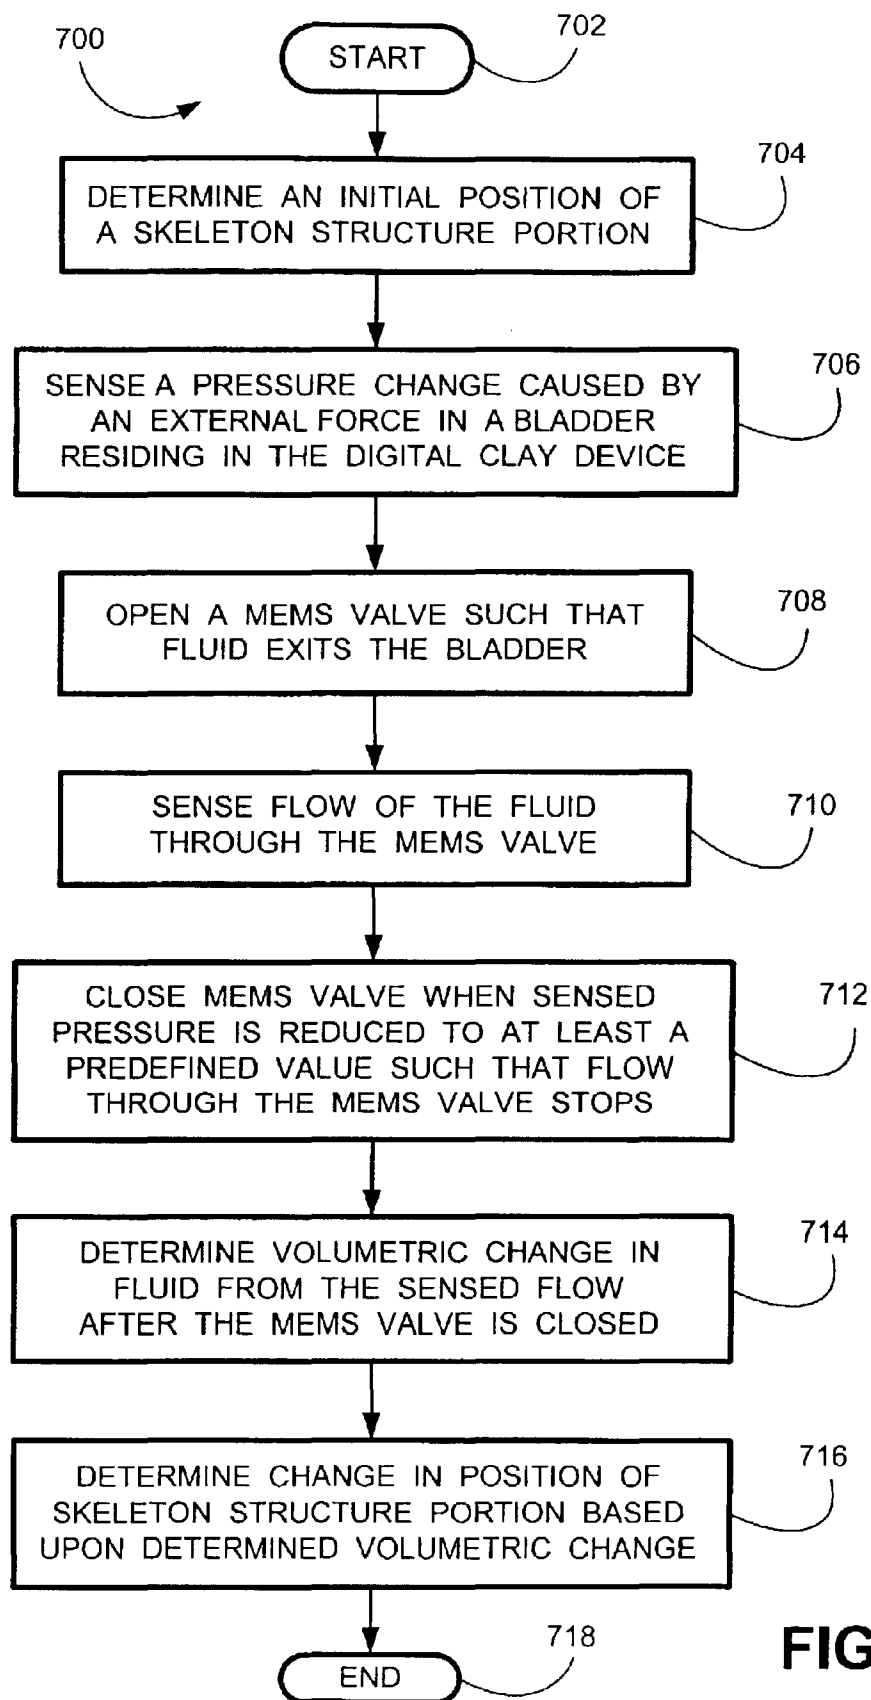 700
START
702
704
DETERMINE AN INITIAL POSITION OF
A SKELETON STRUCTURE PORTION
706
SENSE A PRESSURE CHANGE CAUSED BY
AN EXTERNAL FORCE IN A BLADDER
RESIDING IN THE DIGITAL CLAY DEVICE
708
OPEN A MEMS VALVE SUCH THAT
FLUID EXITS THE BLADDER
710
SENSE FLOW OF THE FLUID
THROUGH THE MEMS VALVE
712
CLOSE MEMS VALVE WHEN SENSED
PRESSURE IS REDUCED TO AT LEAST A
PREDEFINED VALUE SUCH THAT FLOW
THROUGH THE MEMS VALVE STOPS
714
DETERMINE VOLUMETRIC CHANGE IN
FLUID FROM THE SENSED FLOW
AFTER THE MEMS VALVE IS CLOSED
716
DETERMINE CHANGE IN POSITION OF
SKELETON STRUCTURE PORTION BASED
UPON DETERMINED VOLUMETRIC CHANGE
718
END
FIG